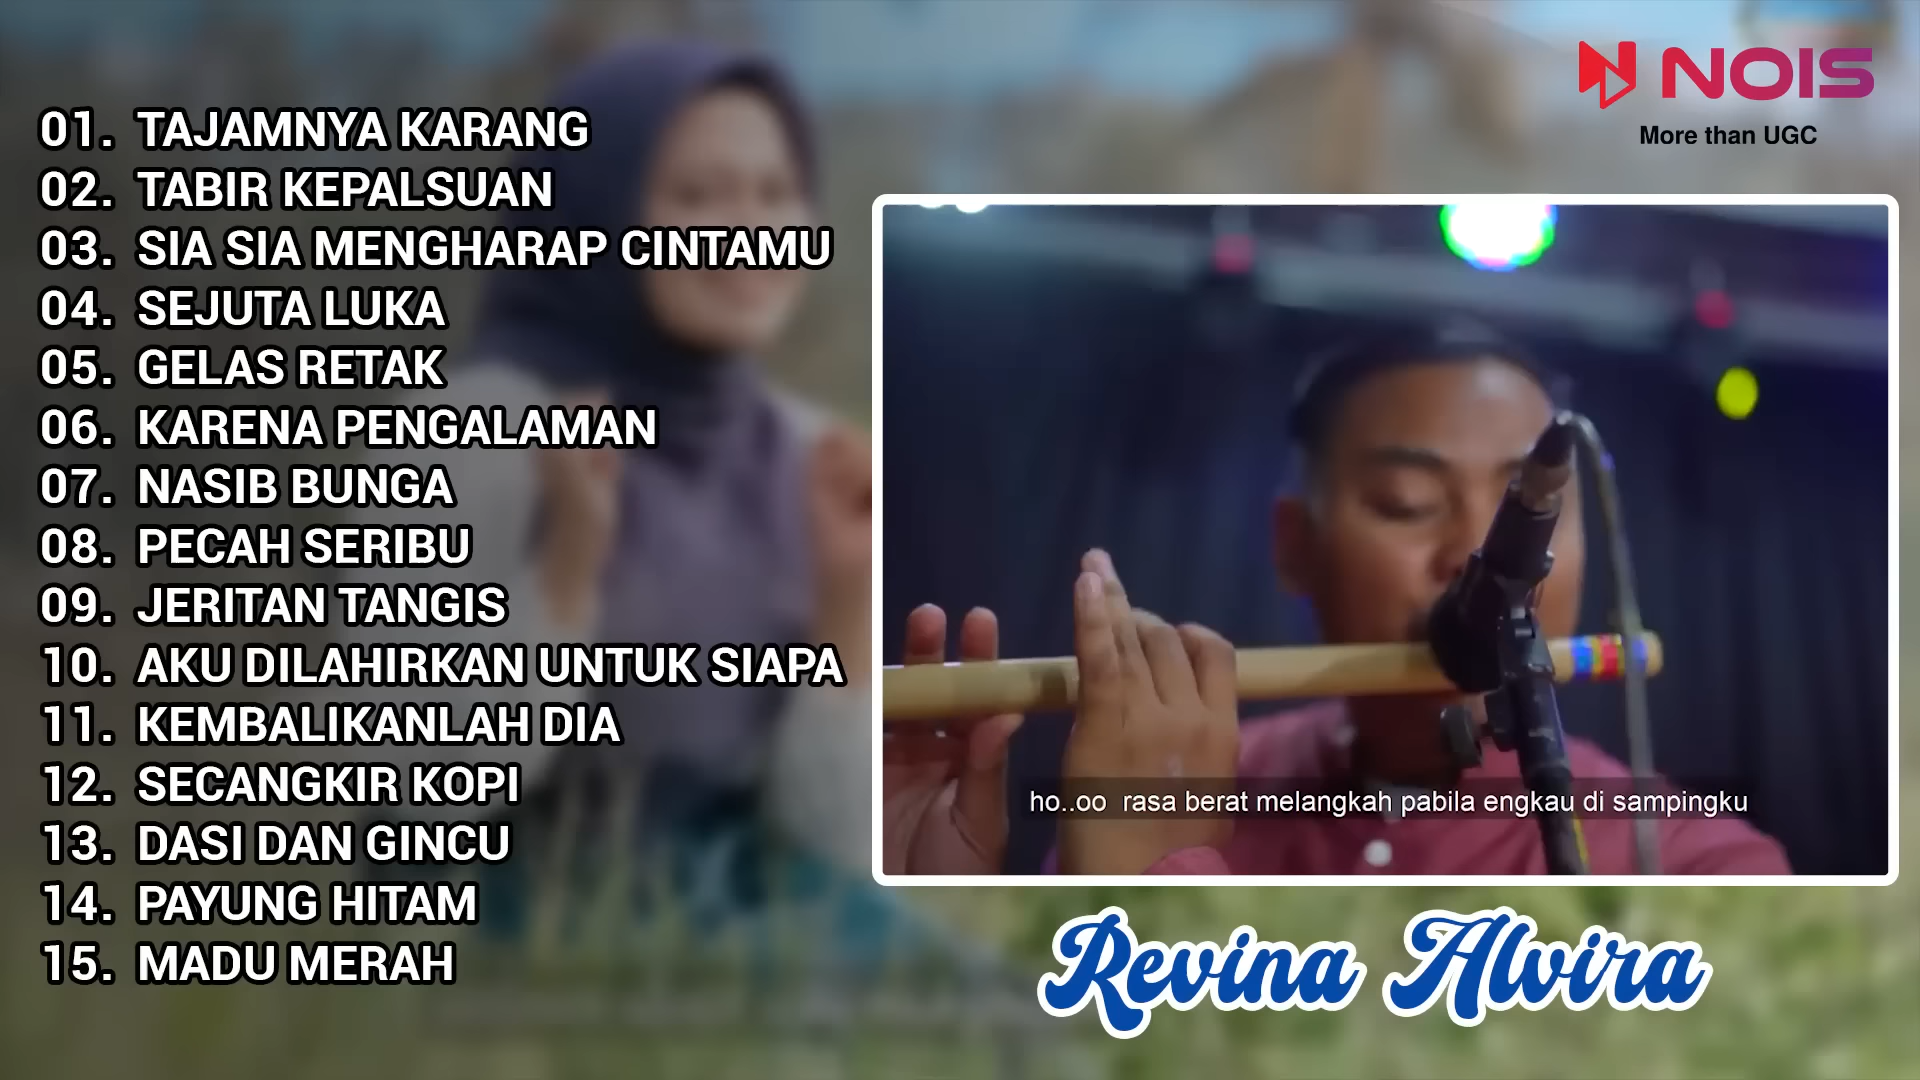 NOIS
More than UGC
01. TAJAMNYA KARANG
02. TABIR KEPALSUAN
03. SIA SIA MENGHARAP CINTAMU
04. SEJUTA LUKA
05. GELAS RETAK
06. KARENA PENGALAMAN
07. NASIB BUNGA
08. PECAH SERIBU
09. JERITAN TANGIS
10. AKU DILAHIRKAN UNTUK SIAPA
11. KEMBALIKANLAH DIA
12. SECANGKIR KOPI
13. DASI DAN GINCU
14. PAYUNG HITAM
15. MADU MERAH
ho..oo rasa berat melangkah pabila engkau di sampingku
Revina Alvira